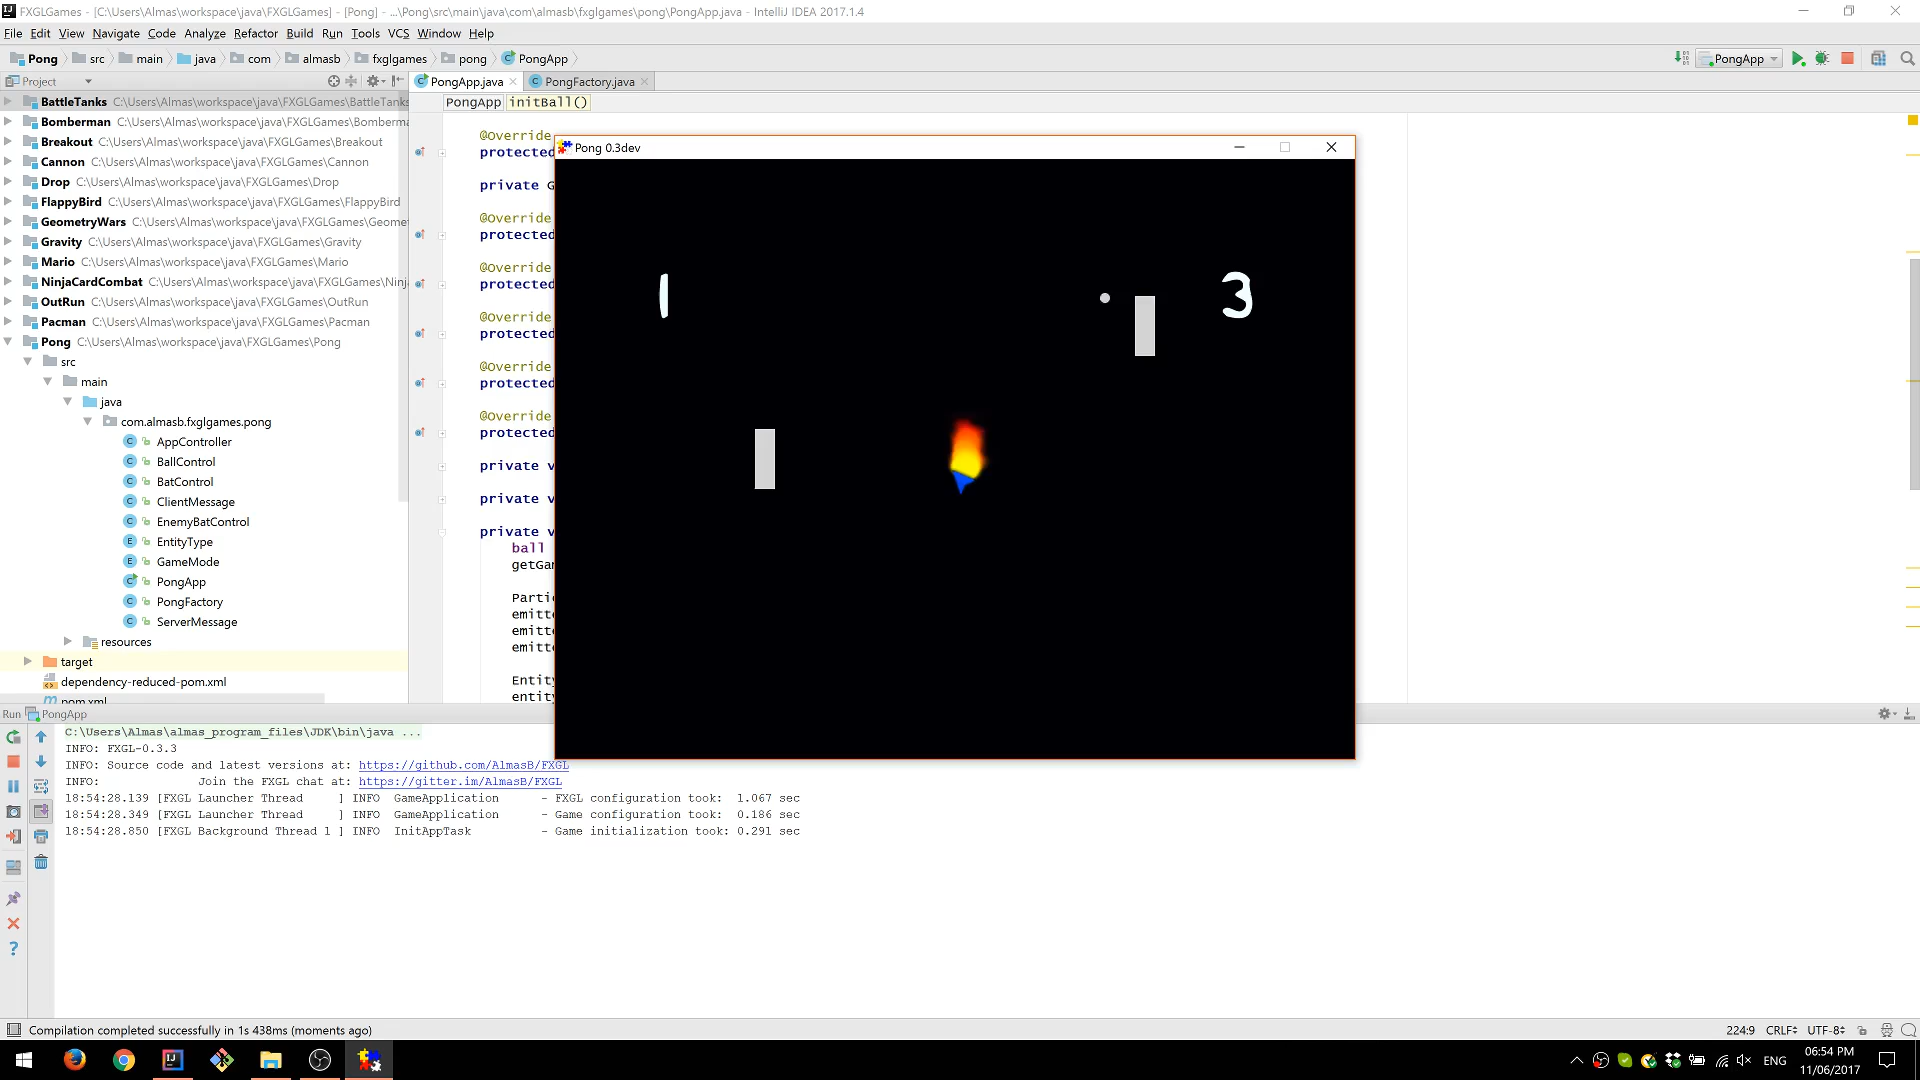 FXGLGames - [C:\Users\Almas\workspace\java\FXGLGames] - [Pong] - ...\Pong\src\main\java\com\almasb\fxglgames\pong\PongApp.java - IntelliJ IDEA 2017.1.4
File Edit View Navigate Code Analyze Refactor Build Run Tools VCS Window Help
Pong src main java com almasb fxglgames pong PongApp
PongApp
Project
PongApp.java PongFactory.java
PongApp initBall()
BattleTanks C:\Users\Almas\workspace\java\FXGLGames\BattleTanks
Bomberman C:\Users\Almas\workspace\java\FXGLGames\Bomberma
Breakout C:\Users\Almas\workspace\java\FXGLGames\Breakout
Cannon C:\Users\Almas\workspace\java\FXGLGames\Cannon
Drop C:\Users\Almas\workspace\java\FXGLGames\Drop
FlappyBird C:\Users\Almas\workspace\java\FXGLGames\FlappyBird
GeometryWars C:\Users\Almas\workspace\java\FXGLGames\Geome
Gravity C:\Users\Almas\workspace\java\FXGLGames\Gravity
Mario C:\Users\Almas\workspace\java\FXGLGames\Mario
NinjaCardCombat C:\Users\Almas\workspace\java\FXGLGames\Ninj
OutRun C:\Users\Almas\workspace\java\FXGLGames\OutRun
Pacman C:\Users\Almas\workspace\java\FXGLGames\Pacman
Pong C:\Users\Almas\workspace\java\FXGLGames\Pong
src
main
java
com.almasb.fxglgames.pong
AppController
BallControl
BatControl
ClientMessage
EnemyBatControl
EntityType
GameMode
PongApp
PongFactory
ServerMessage
resources
target
dependency-reduced-pom.xml
pom.xml
@Override
protected
private G
@Override
protected
@Override
protected
@Override
protected
@Override
protected
@Override
protected
private v
private v
private v
ball
getGam
Parti
emitte
emitte
emitte
Entity
entity
Pong 0.3dev
1 3
Run PongApp
C:\Users\Almas\almas_program_files\JDK\bin\java ...
INFO: FXGL-0.3.3
INFO: Source code and latest versions at: https://github.com/AlmasB/FXGL
INFO: Join the FXGL chat at: https://gitter.im/AlmasB/FXGL
18:54:28.139 [FXGL Launcher Thread ] INFO GameApplication - FXGL configuration took: 1.067 sec
18:54:28.349 [FXGL Launcher Thread ] INFO GameApplication - Game configuration took: 0.186 sec
18:54:28.850 [FXGL Background Thread 1 ] INFO InitAppTask - Game initialization took: 0.291 sec
Compilation completed successfully in 1s 438ms (moments ago)
224:9 CRLF UTF-8
ENG
06:54 PM
11/06/2017